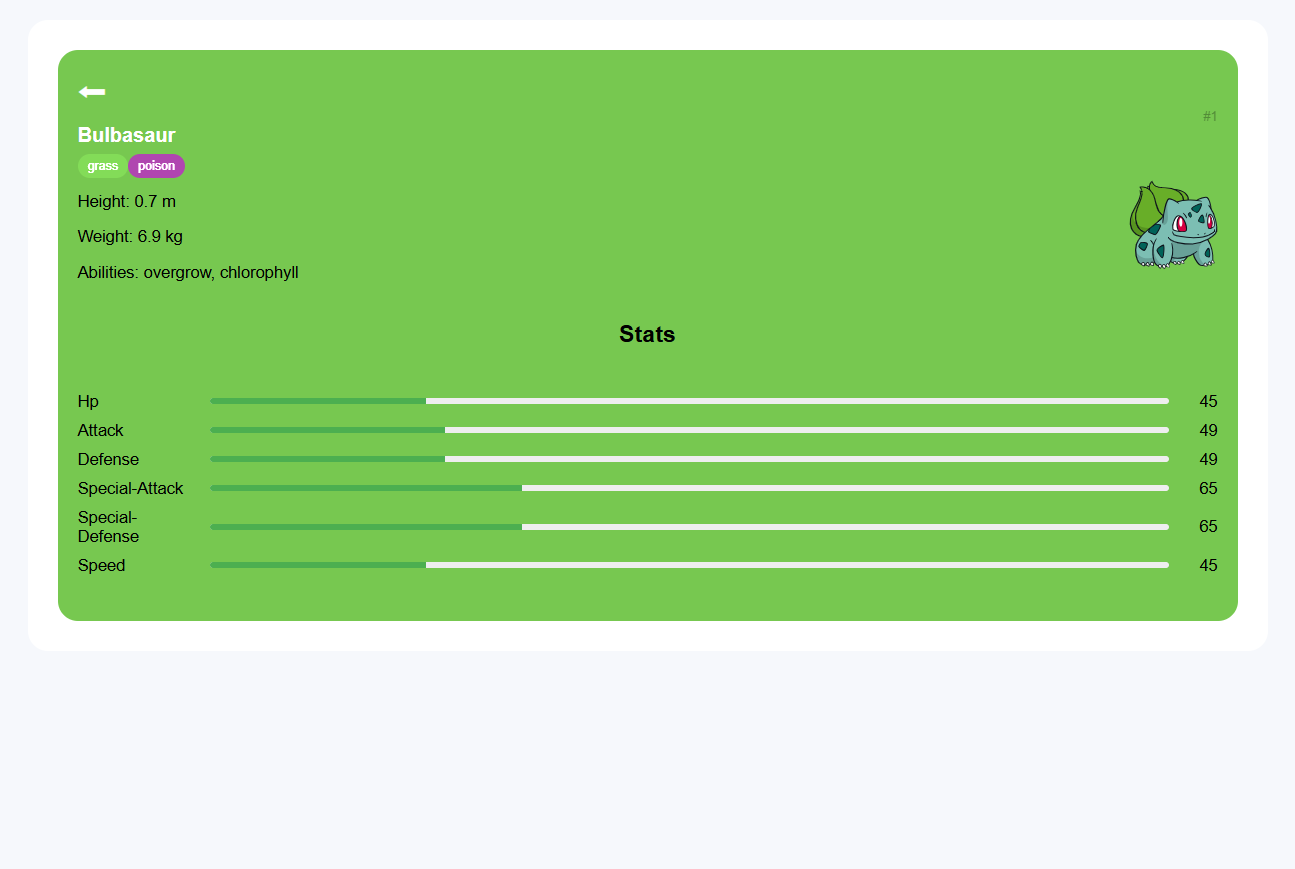 #1
Bulbasaur
grass poison
Height: 0.7 m
Weight: 6.9 kg
Abilities: overgrow, chlorophyll
Stats
Hp 45
Attack 49
Defense 49
Special-Attack 65
Special-
Defense 65
Speed 45